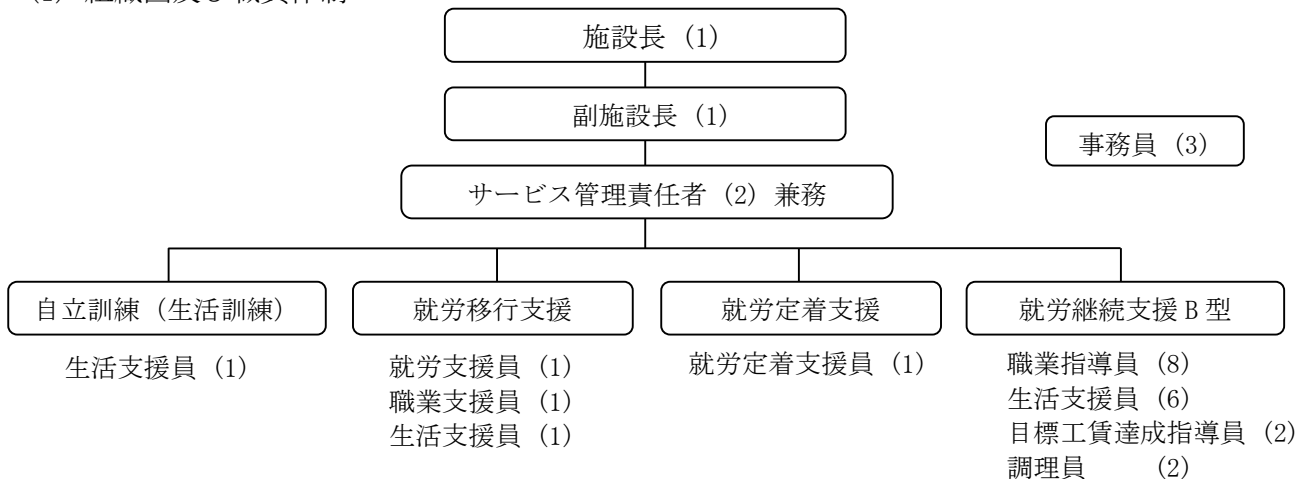 (2) 組織図及び職員体制
施設長 (1)
副施設長 (1)
事務員 (3)
サービス管理責任者 (2) 兼務
自立訓練 (生活訓練)
就労移行支援
就労定着支援
就労継続支援 B 型
生活支援員 (1)
就労支援員 (1)
職業支援員 (1)
生活支援員 (1)
就労定着支援員 (1)
職業指導員 (8)
生活支援員 (6)
目標工賃達成指導員 (2)
調理員 (2)